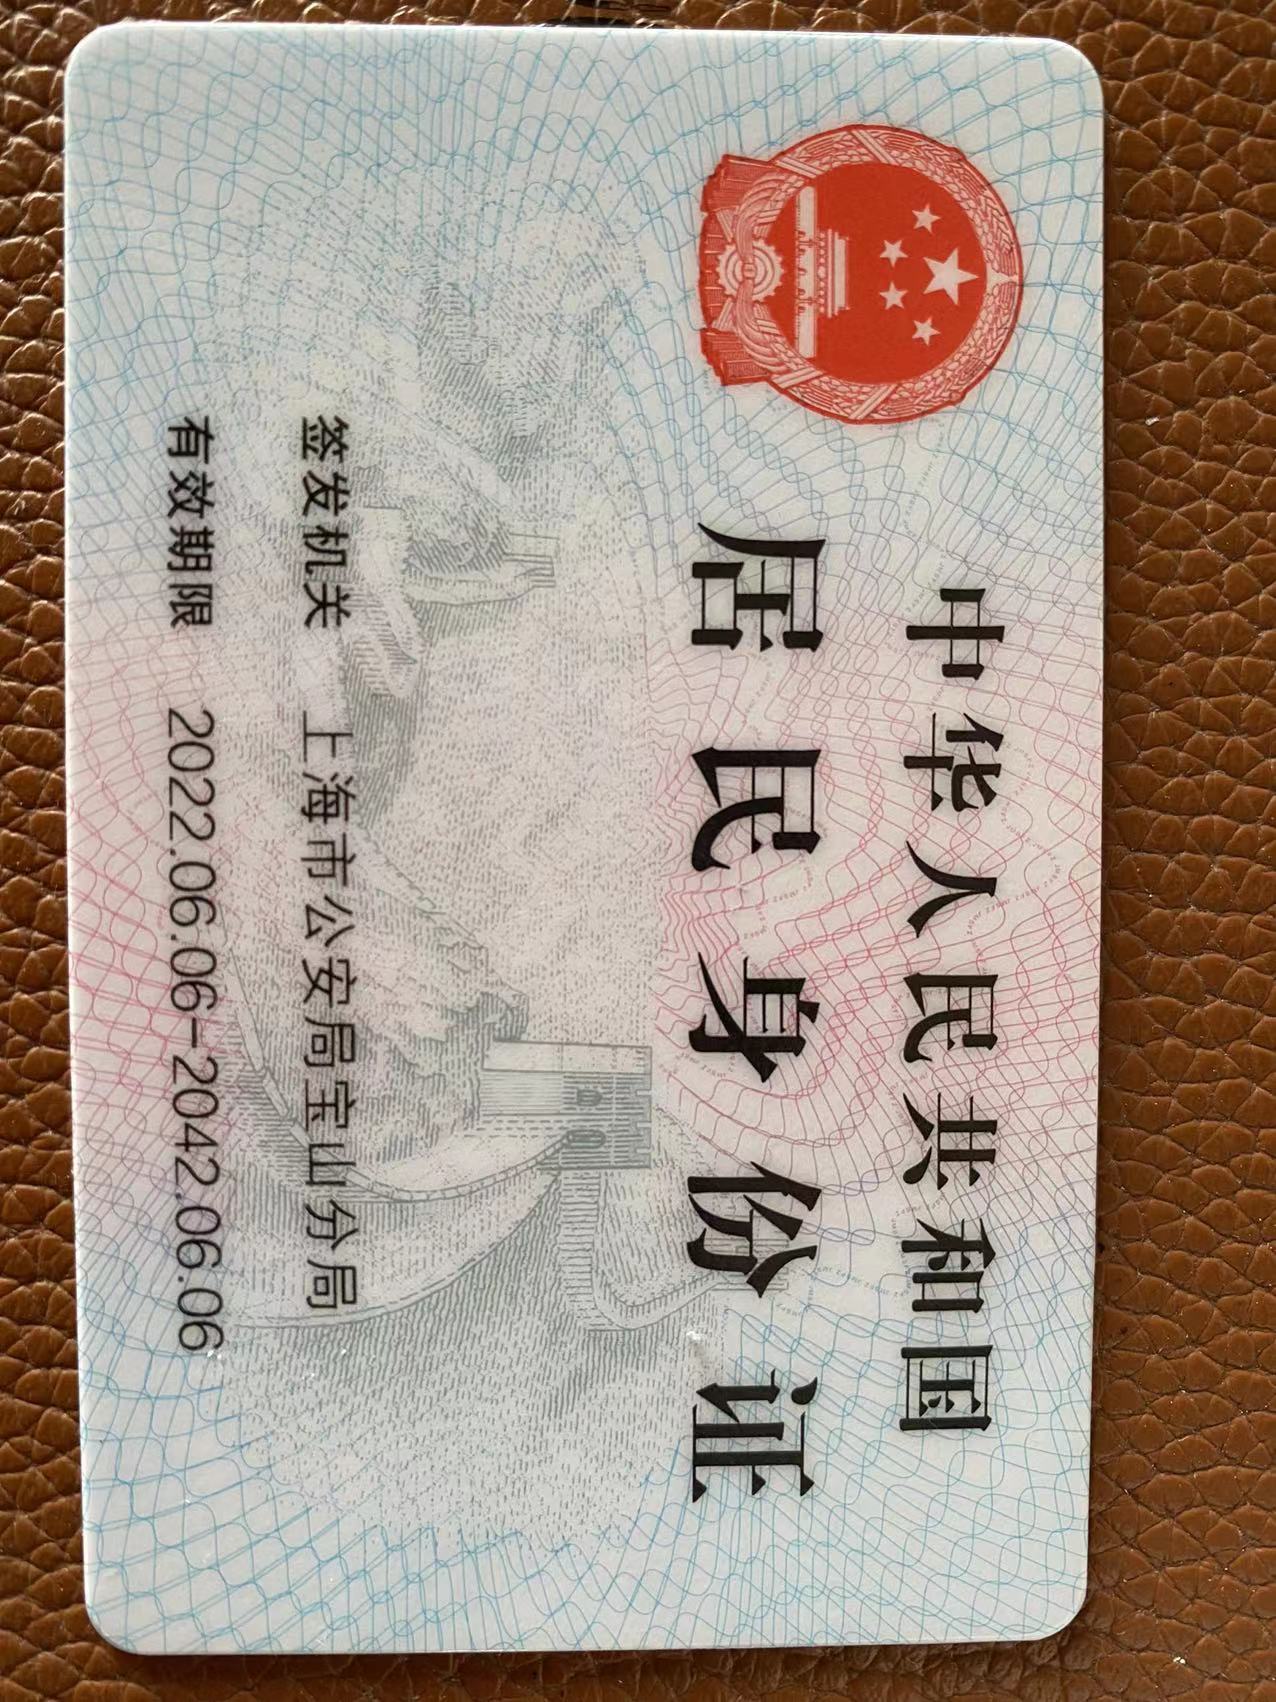 中华人民共和国
居民身份证
签发机关 上海市公安局宝山分局
有效期限 2022.06.06-2042.06.06